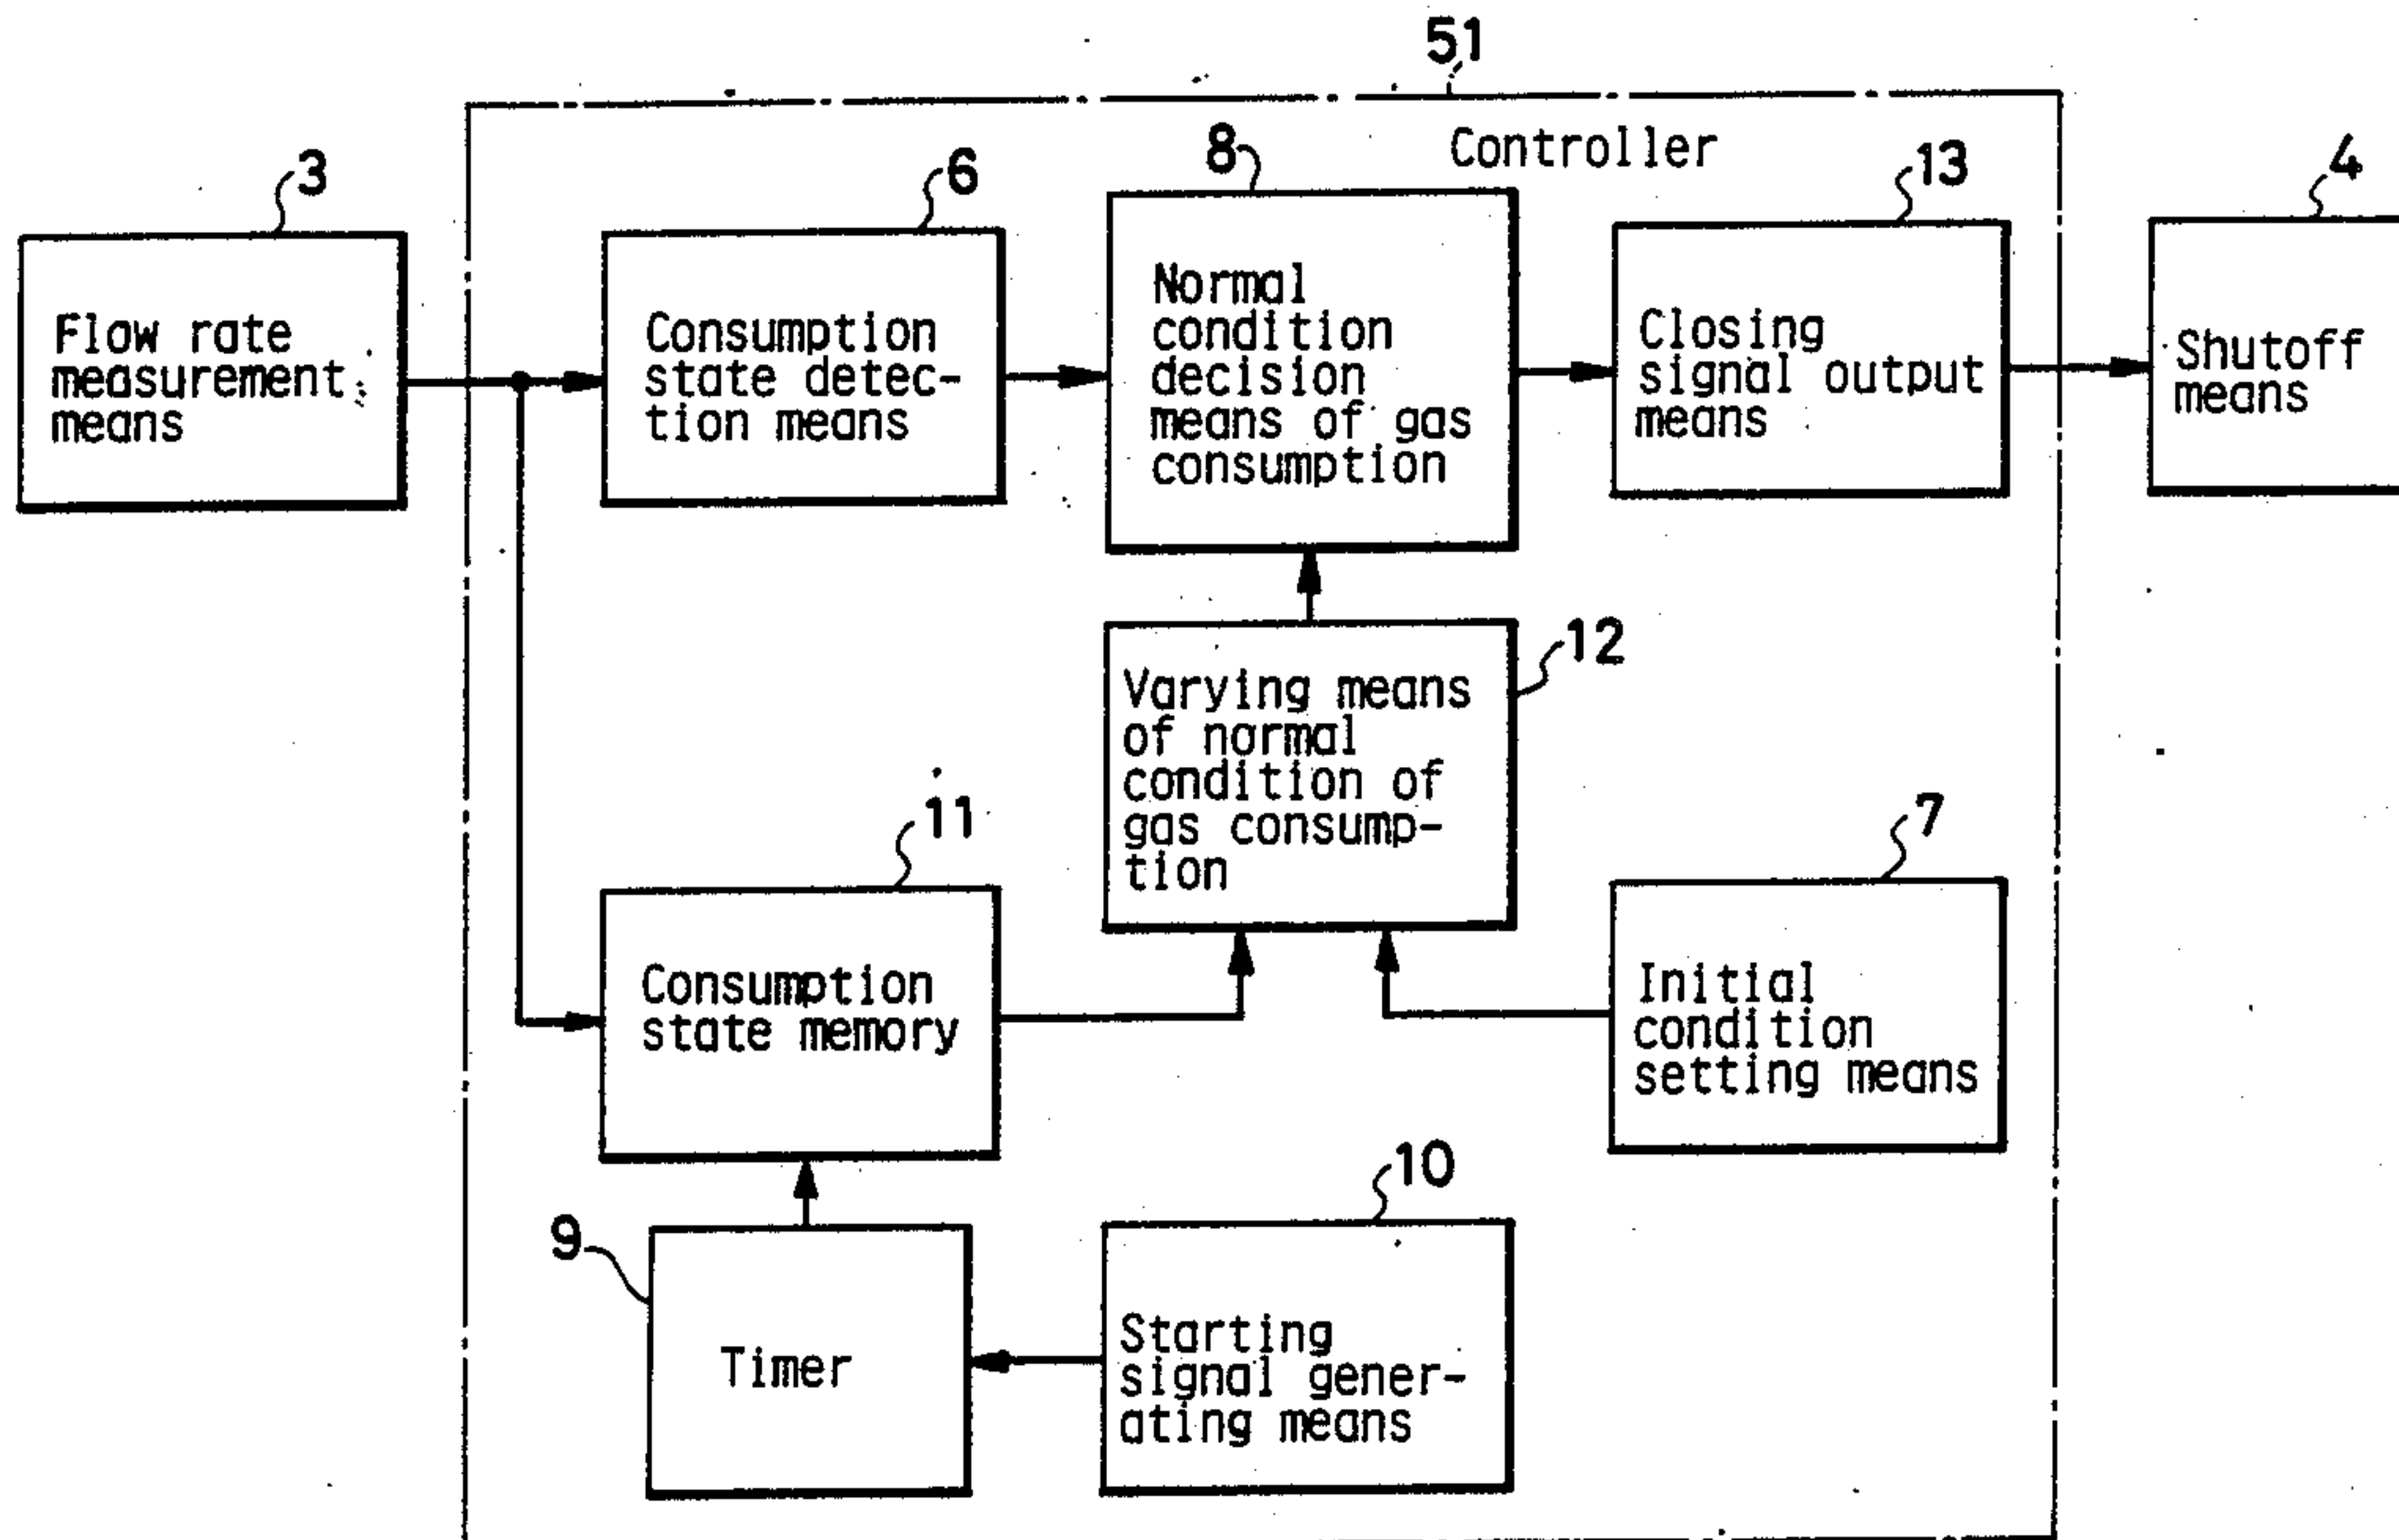 51
Controller
3
Flow rate
measurement
means
6
Consumption
state detec-
tion means
8
Normal
condition
decision
means of gas
consumption
13
Closing
signal output
means
4
Shutoff
means
12
Varying means
of normal
condition of
gas consump-
tion
11
Consumption
state memory
7
Initial
condition
setting means
9
Timer
10
Starting
signal gener-
ating means